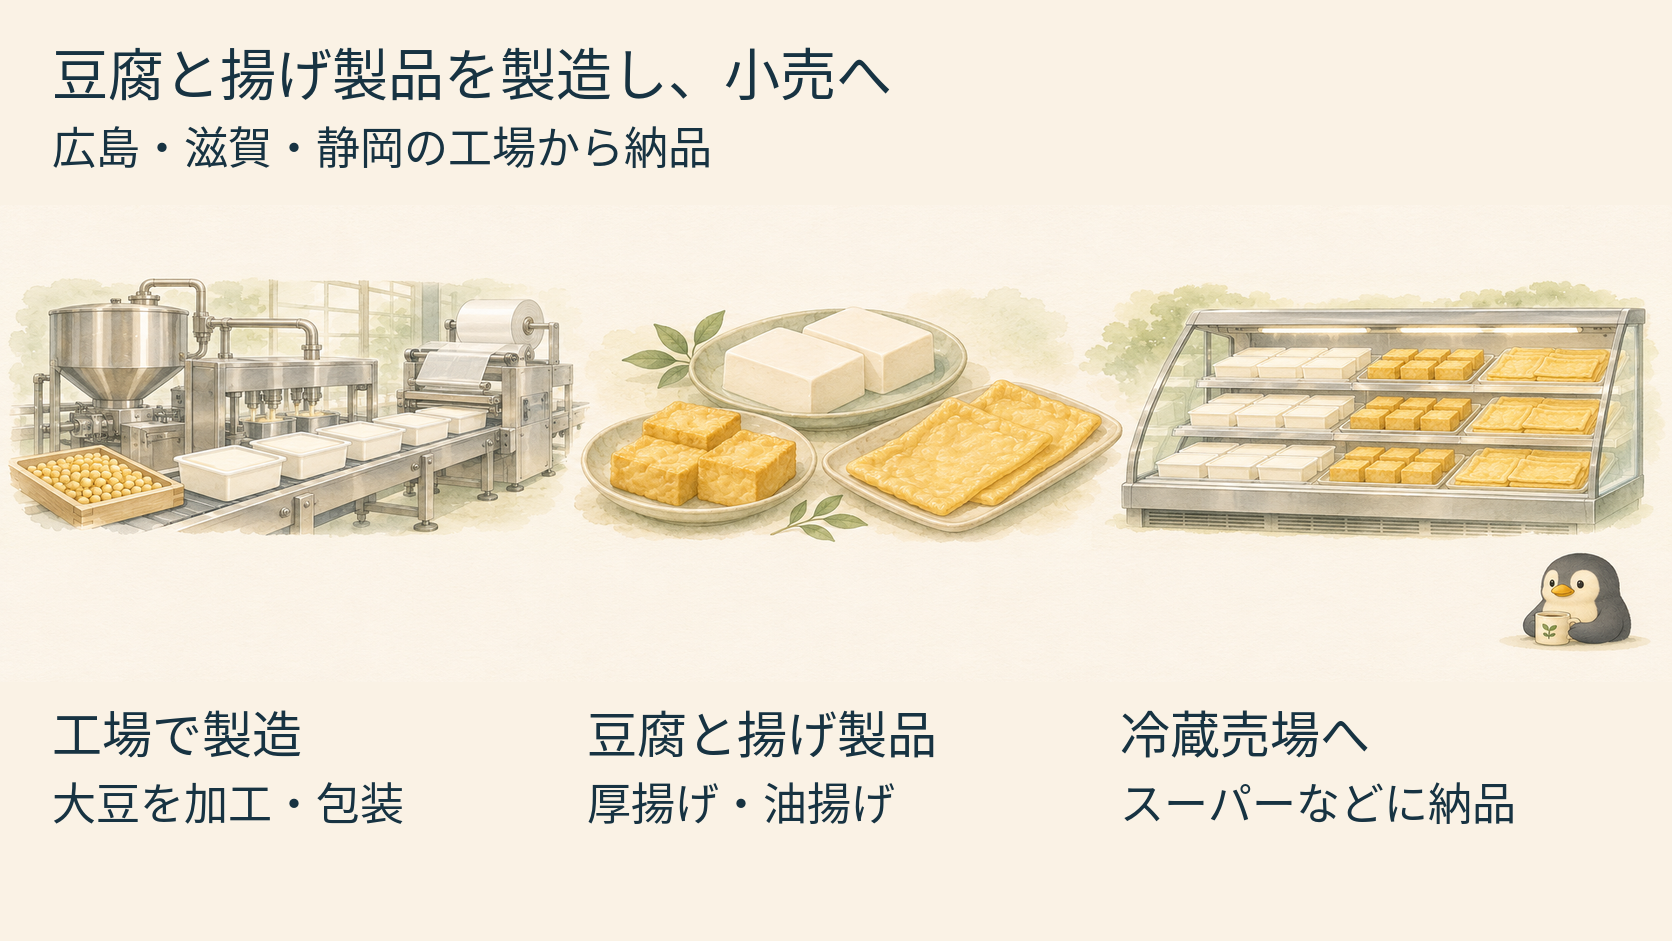 豆腐と揚げ製品を製造し、小売へ
広島・滋賀・静岡の工場から納品
工場で製造
大豆を加工・包装
豆腐と揚げ製品
厚揚げ・油揚げ
冷蔵売場へ
スーパーなどに納品